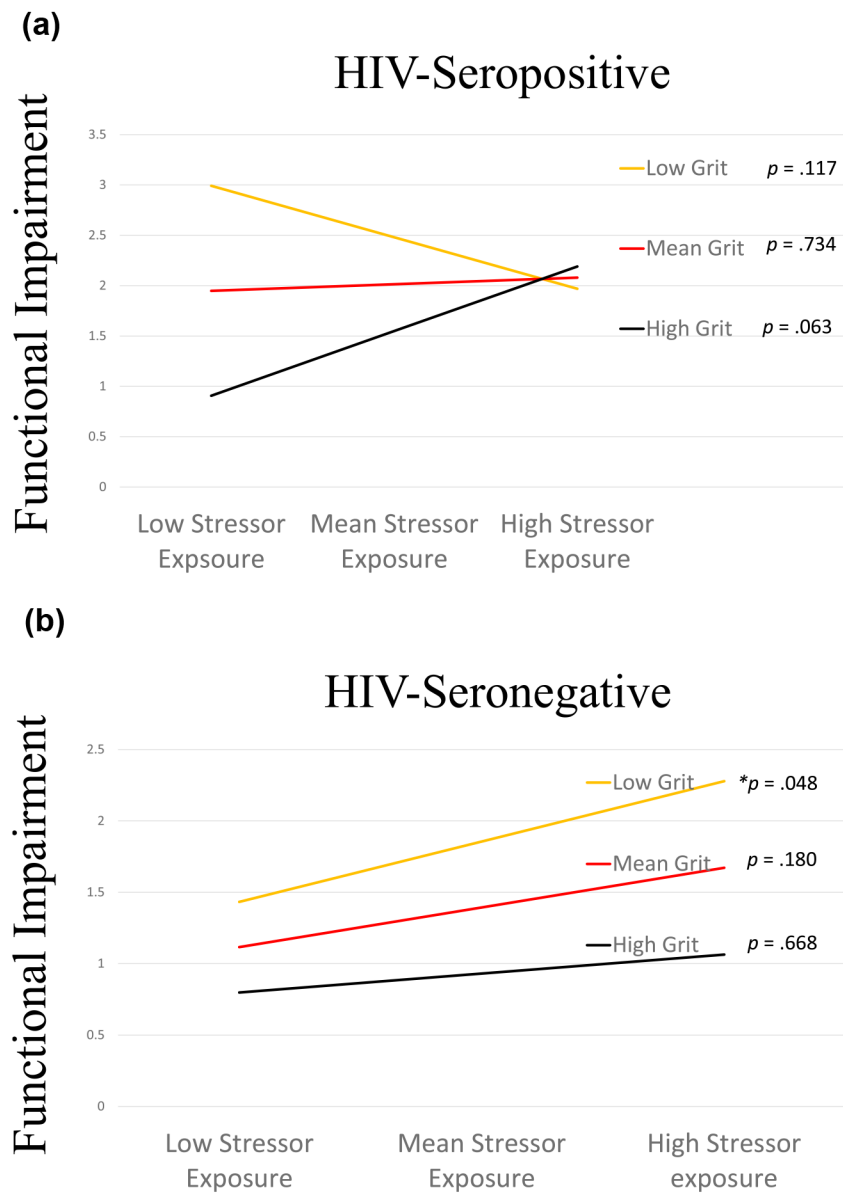 (a)
HIV-Seropositive
Functional Impairment
3.5
3
2.5
2
1.5
1
0.5
0
Low Grit p = .117
Mean Grit p = .734
High Grit p = .063
Low Stressor
Expsoure
Mean Stressor
Exposure
High Stressor
Exposure
(b)
HIV-Seronegative
Functional Impairment
2.5
2
1.5
1
0.5
0
Low Grit *p = .048
Mean Grit p = .180
High Grit p = .668
Low Stressor
Exposure
Mean Stressor
Exposure
High Stressor
exposure